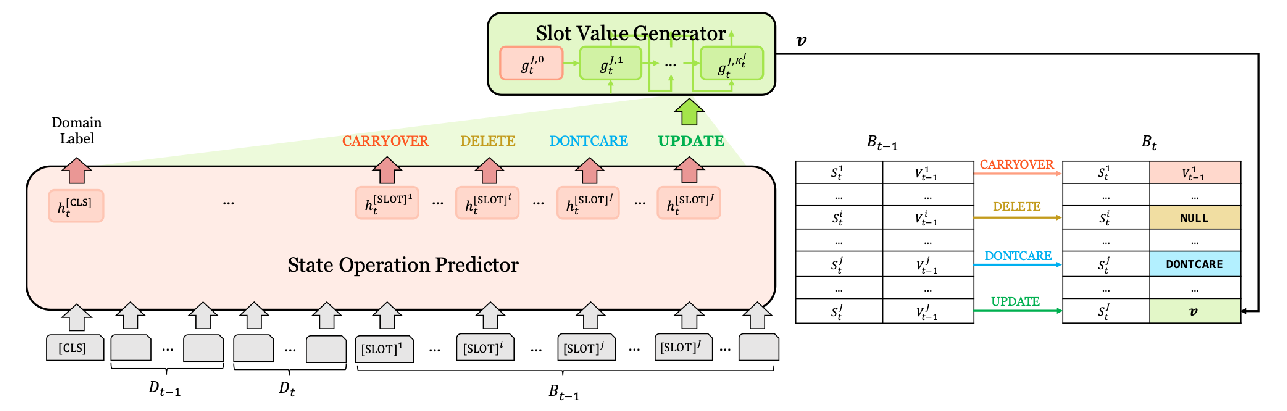 Slot Value Generator
g_t^{J,0}
g_t^{J,1}
...
g_t^{J,K_t^J}
v
Domain
Label
CARRYOVER
DELETE
DONTCARE
UPDATE
h_t^{[CLS]}
...
h_t^{[SLOT]^1}
...
h_t^{[SLOT]^i}
...
h_t^{[SLOT]^J}
...
h_t^{[SLOT]^J}
State Operation Predictor
[CLS]
...
...
[SLOT]^1
...
[SLOT]^i
...
[SLOT]^j
...
[SLOT]^J
...
D_{t-1}
D_t
B_{t-1}
B_{t-1}
B_t
S_t^1 V_{t-1}^1 CARRYOVER S_t^1 V_{t-1}^1
... ... ... ...
S_t^i V_{t-1}^i DELETE S_t^i NULL
... ... ... ...
S_t^j V_{t-1}^j DONTCARE S_t^j DONTCARE
... ... ... ...
S_t^J V_{t-1}^J UPDATE S_t^J v